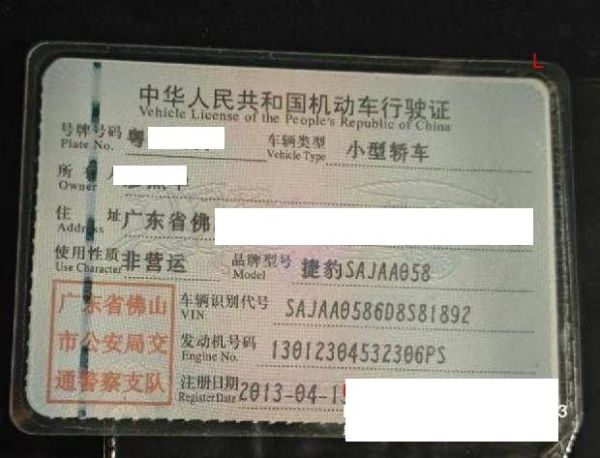 中华人民共和国机动车行驶证
Vehicle License of the People's Republic of China
号牌号码 粤 车辆类型 小型轿车
Plate No. Vehicle Type
所
Owner
住 址 广东省佛
Address
使用性质 非营运 品牌型号 捷豹SAJAA058
Use Character Model
广东省佛山
市公安局交
通警察支队
车辆识别代号 SAJAA0586D8S81892
VIN
发动机号码 13012304532306PS
Engine No.
注册日期 2013-04-1
Register Date
3
L